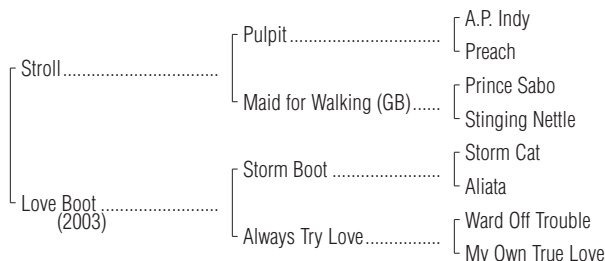 A.P. Indy
Pulpit
Preach
Stroll
Prince Sabo
Maid for Walking (GB)
Stinging Nettle
Storm Cat
Storm Boot
Aliata
Love Boot
(2003)
Ward Off Trouble
Always Try Love
My Own True Love